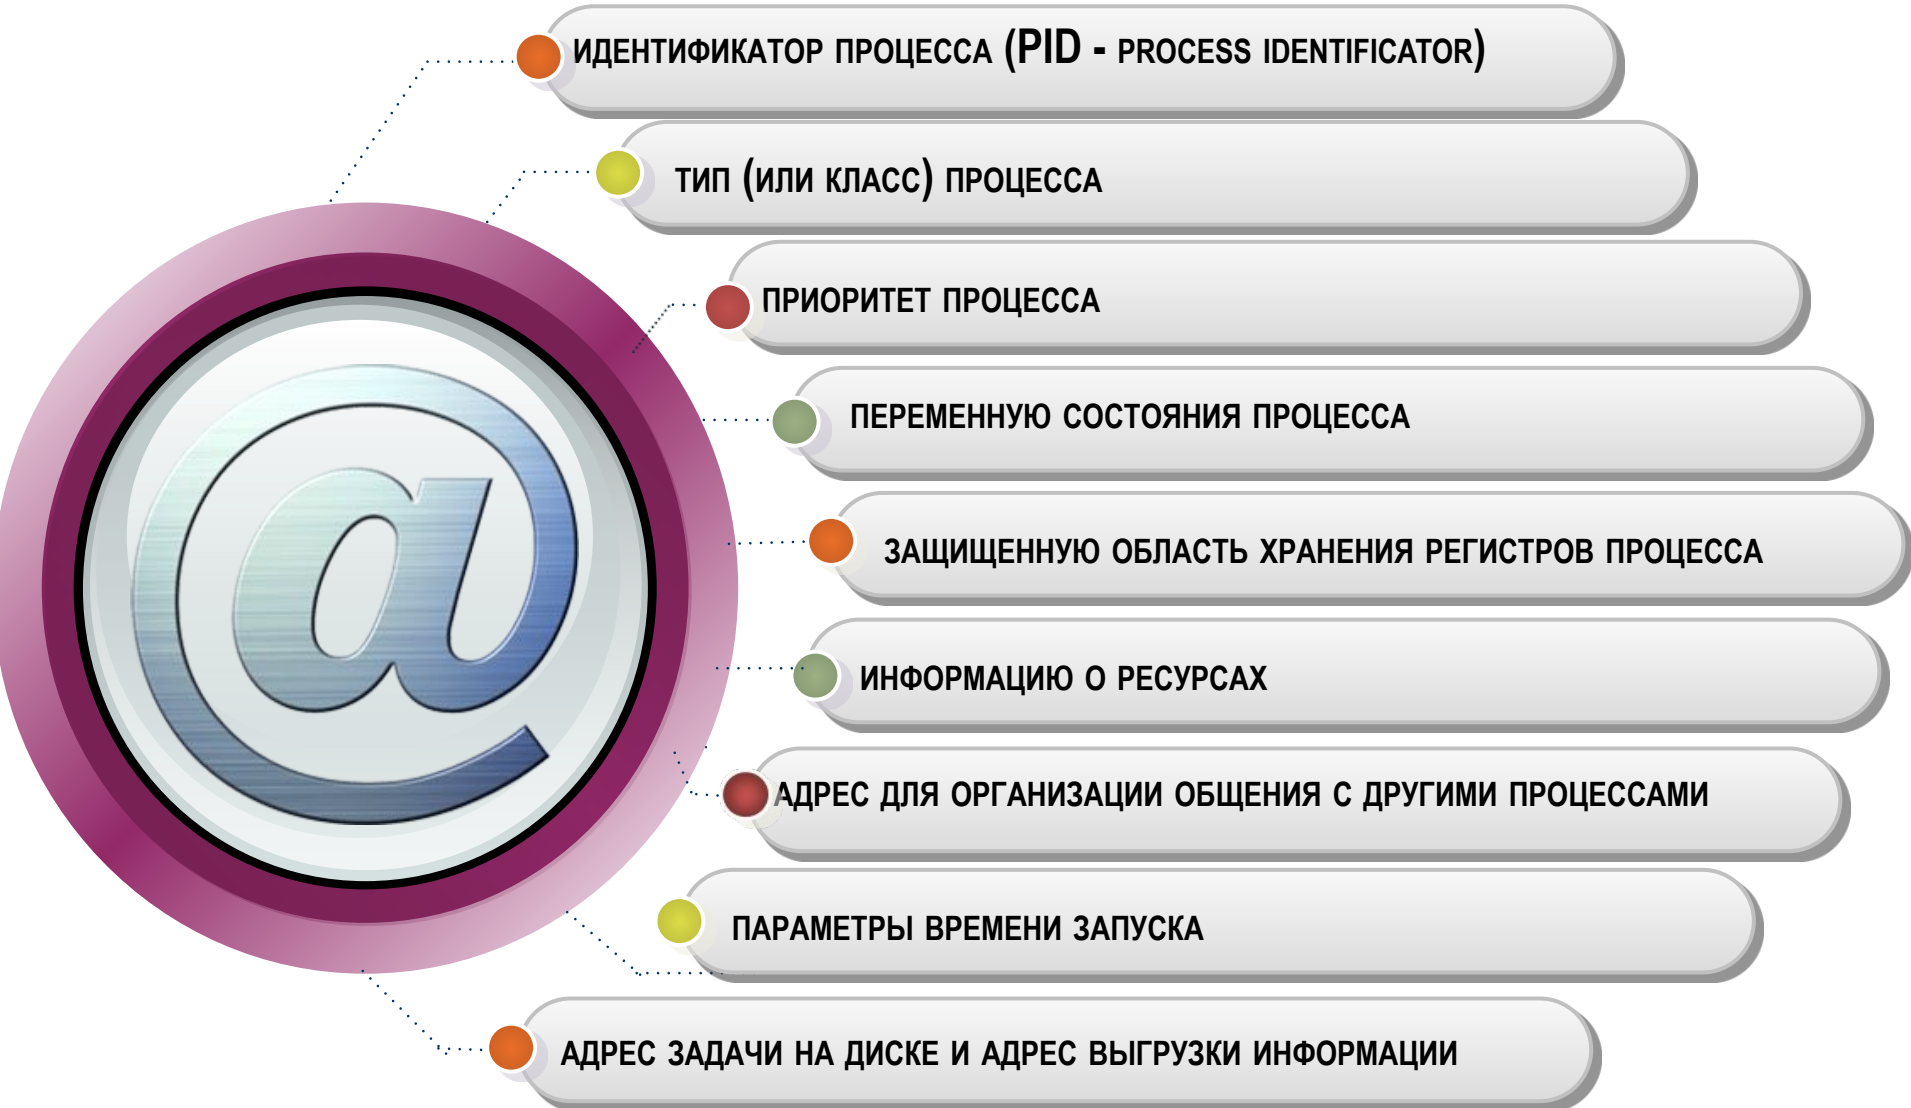 ИДЕНТИФИКАТОР ПРОЦЕССА (PID - PROCESS IDENTIFICATOR)
ТИП (ИЛИ КЛАСС) ПРОЦЕССА
ПРИОРИТЕТ ПРОЦЕССА
ПЕРЕМЕННУЮ СОСТОЯНИЯ ПРОЦЕССА
ЗАЩИЩЕННУЮ ОБЛАСТЬ ХРАНЕНИЯ РЕГИСТРОВ ПРОЦЕССА
ИНФОРМАЦИЮ О РЕСУРСАХ
АДРЕС ДЛЯ ОРГАНИЗАЦИИ ОБЩЕНИЯ С ДРУГИМИ ПРОЦЕССАМИ
ПАРАМЕТРЫ ВРЕМЕНИ ЗАПУСКА
АДРЕС ЗАДАЧИ НА ДИСКЕ И АДРЕС ВЫГРУЗКИ ИНФОРМАЦИИ
@